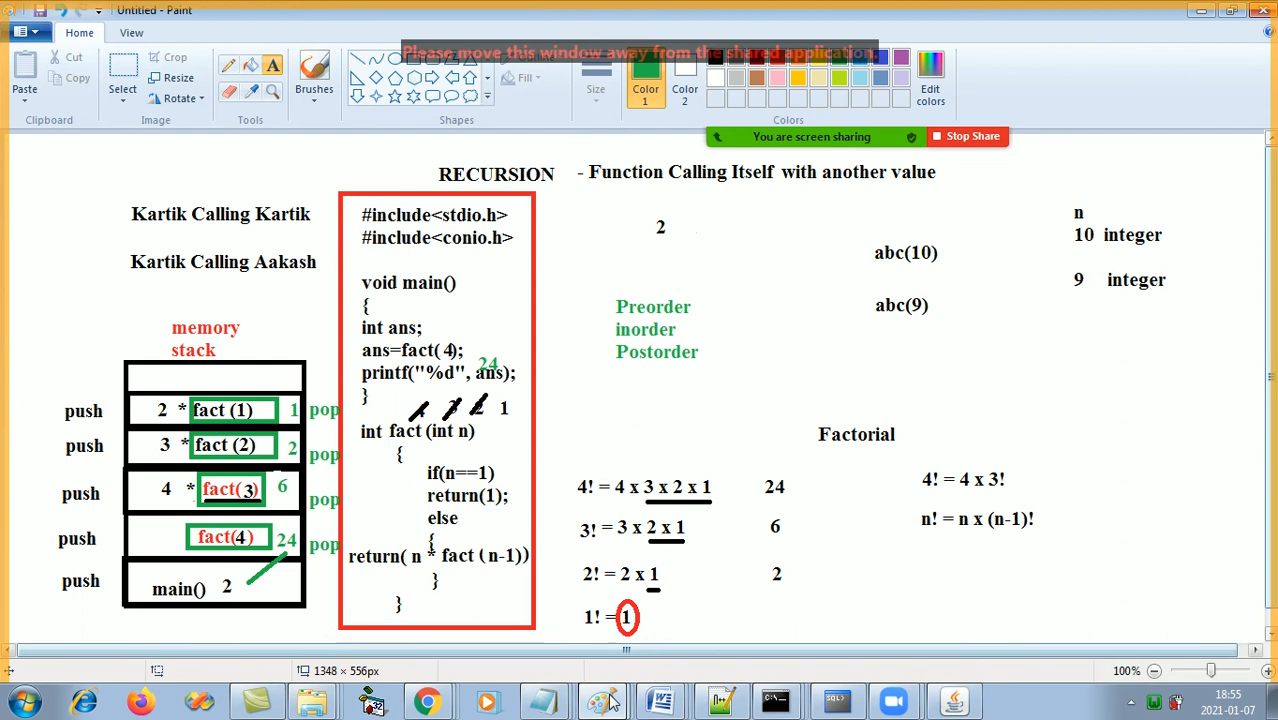 Untitled - Paint
Home
View
Please move this window away from the shared application.
Paste
Cut
Copy
Clipboard
Select
Crop
Resize
Rotate
Image
A
Tools
Brushes
Shapes
Outline
Fill
Size
Color
1
Color
2
Edit
colors
Colors
You are screen sharing
Stop Share
RECURSION - Function Calling Itself with another value
Kartik Calling Kartik
Kartik Calling Aakash
memory
stack
push 2 * fact (1) 1 pop
push 3 * fact (2) 2 pop
push 4 * fact(3) 6 pop
push fact(4) 24 pop
push main() 2
#include<stdio.h>
#include<conio.h>
void main()
{
int ans;
ans=fact( 4);
24
printf("%d", ans);
}
4 3 2 1
int fact (int n)
{
if(n==1)
return(1);
else
{
return( n * fact ( n-1))
}
}
2
Preorder
inorder
Postorder
abc(10)
abc(9)
n
10 integer
9 integer
Factorial
4! = 4 x 3 x 2 x 1 24
3! = 3 x 2 x 1 6
2! = 2 x 1 2
1! = 1
4! = 4 x 3!
n! = n x (n-1)!
1348 × 556px
100%
18:55
2021-01-07